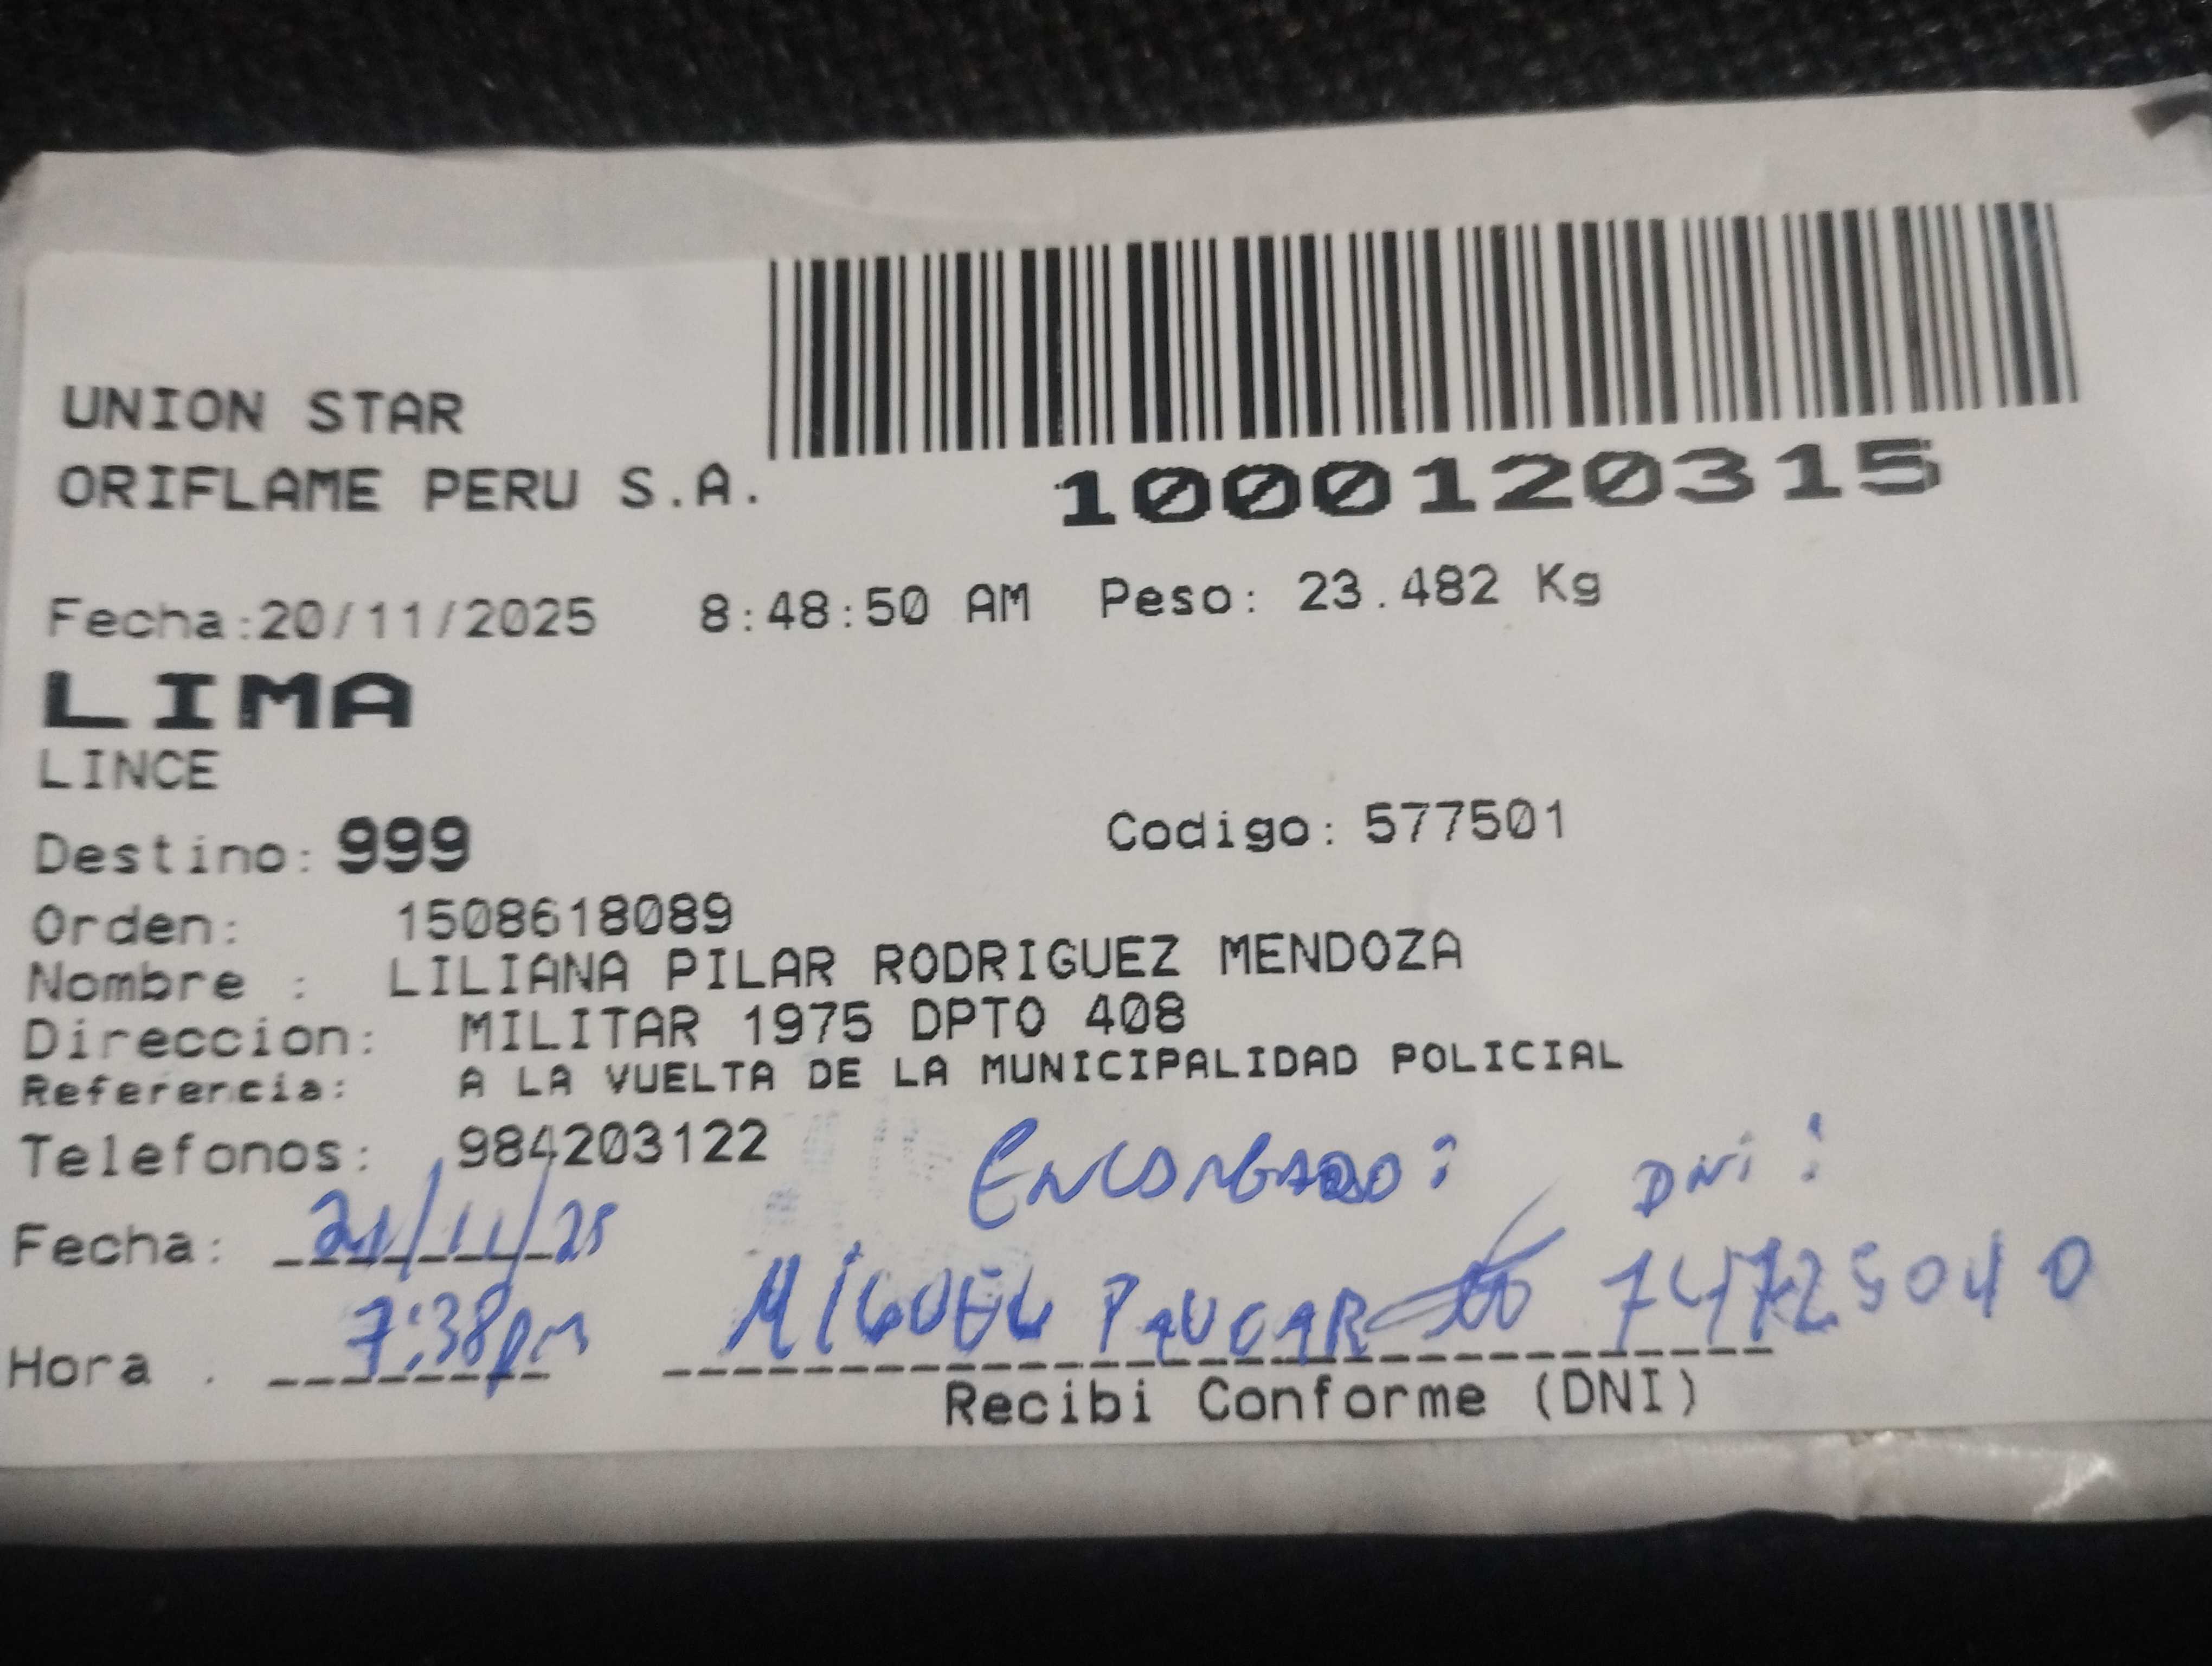 UNION STAR
ORIFLAME PERU S.A.
1000120315
Fecha:20/11/2025 8:48:50 AM Peso: 23.482 Kg
LIMA
LINCE
Destino: 999 Codigo: 577501
Orden: 1508618089
Nombre : LILIANA PILAR RODRIGUEZ MENDOZA
Direccion: MILITAR 1975 DPTO 408
Referencia: A LA VUELTA DE LA MUNICIPALIDAD POLICIAL
Telefonos: 984203122
ENCARGADO: DNi:
Fecha: 21/11/25
MIGUEL PAUCAR
Hora . 7:38pm
Recibi Conforme (DNI)